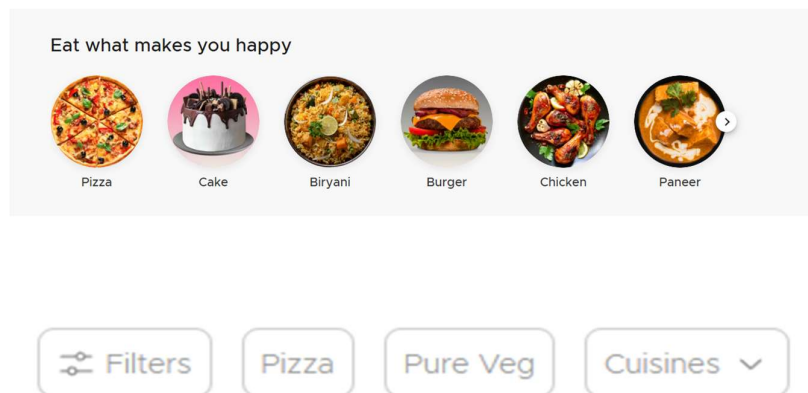 Eat what makes you happy
Pizza Cake Biryani Burger Chicken Paneer
Filters Pizza Pure Veg Cuisines